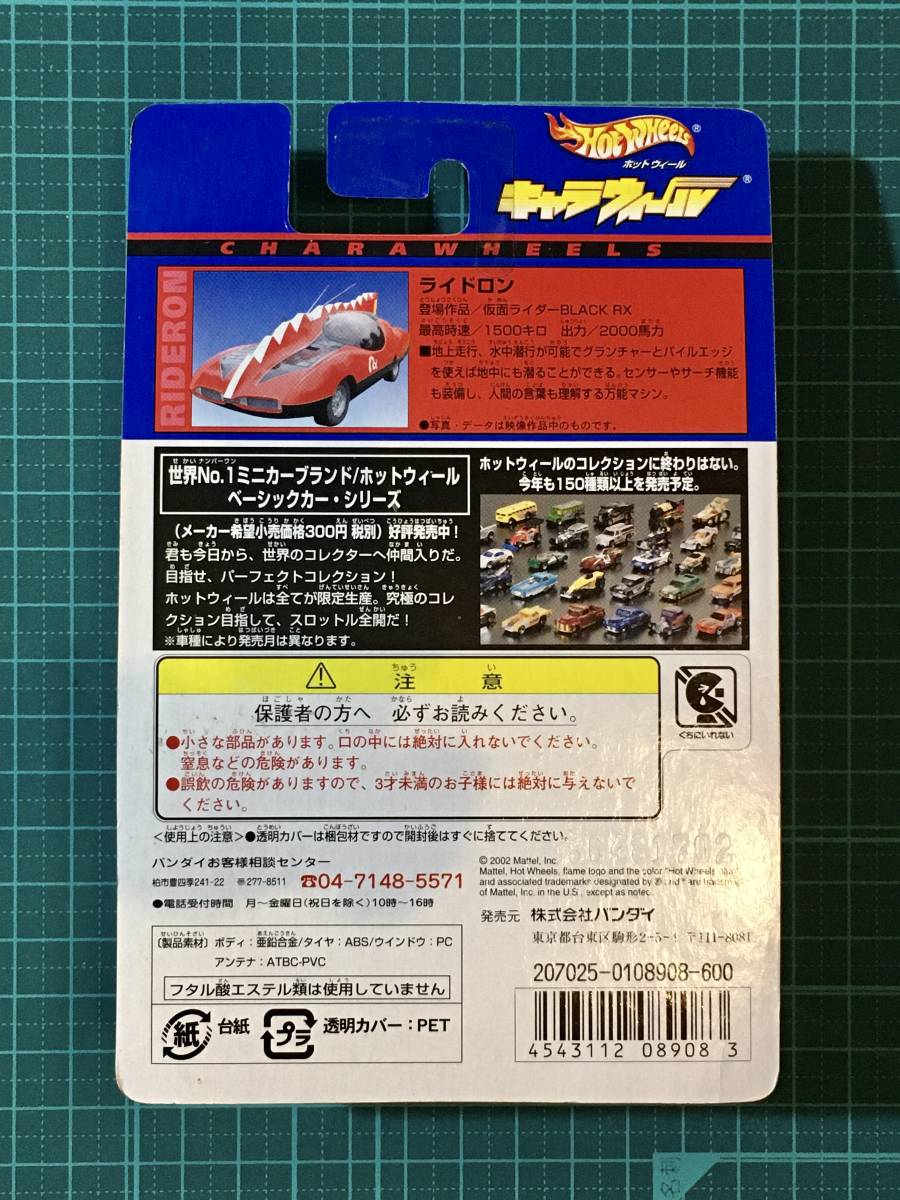 HOT WHEELS®
ホットウィール
キャラウィール®
CHARAWHEELS
RIDERON
ライドロン
登場作品／仮面ライダーBLACK RX
最高時速／1500キロ 出力／2000馬力
■地上走行、水中潜行が可能でグランチャーとパイルエッジ
を使えば地中にも潜ることができる。センサーやサーチ機能
も装備し、人間の言葉も理解する万能マシン。
●写真・データは映像作品中のものです。
世界No.1ミニカーブランド/ホットウィール
ベーシックカー・シリーズ
（メーカー希望小売価格300円 税別）好評発売中！
君も今日から、世界のコレクターへ仲間入りだ。
目指せ、パーフェクトコレクション！
ホットウィールは全てが限定生産。究極のコレ
クション目指して、スロットル全開だ！
※車種により発売月は異なります。
ホットウィールのコレクションに終わりはない。
今年も150種類以上を発売予定。
注意
保護者の方へ 必ずお読みください。
●小さな部品があります。口の中には絶対に入れないでください。
窒息などの危険があります。
●誤飲の危険がありますので、3才未満のお子様には絶対に与えないで
ください。
くちにいれない
＜使用上の注意＞●透明カバーは梱包材ですので開封後はすぐに捨ててください。
バンダイお客様相談センター
柏市豊四季241-22 〠277-8511 ☎04-7148-5571
●電話受付時間 月～金曜日(祝日を除く)10時～16時
© 2002 Mattel, Inc.
Mattel, Hot Wheels, flame logo and the color "Hot Wheels
and associated trademarks designated by ® and ™ are
of Mattel, Inc. in the U.S., except as noted.
発売元 株式会社バンダイ
東京都台東区駒形2-5-4 〒111-8081
〔製品素材〕ボディ：亜鉛合金/タイヤ：ABS/ウインドウ：PC
アンテナ：ATBC-PVC
フタル酸エステル類は使用していません
紙 台紙 プラ 透明カバー：PET
207025-0108908-600
4543112 08908 3